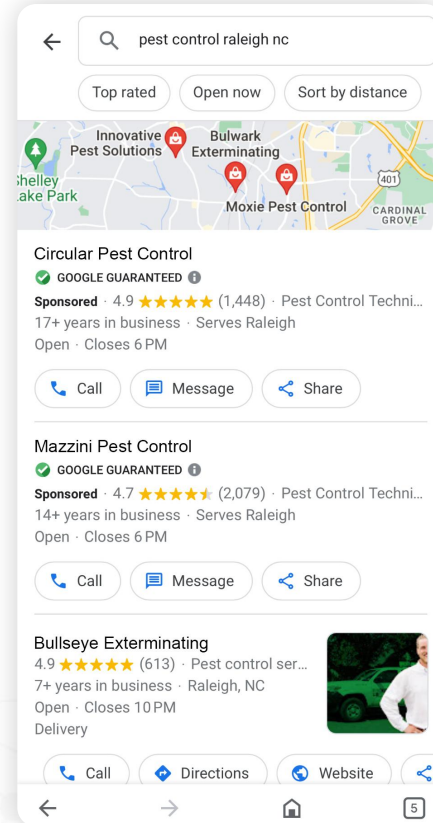 pest control raleigh nc
Top rated
Open now
Sort by distance
Innovative
Pest Solutions
Bulwark
Exterminating
Shelley
Lake Park
Moxie Pest Control
401
CARDINAL
GROVE
Circular Pest Control
GOOGLE GUARANTEED
Sponsored · 4.9 (1,448) · Pest Control Techni...
17+ years in business · Serves Raleigh
Open · Closes 6 PM
Call
Message
Share
Mazzini Pest Control
GOOGLE GUARANTEED
Sponsored · 4.7 (2,079) · Pest Control Techni...
14+ years in business · Serves Raleigh
Open · Closes 6 PM
Call
Message
Share
Bullseye Exterminating
4.9 (613) · Pest control ser...
7+ years in business · Raleigh, NC
Open · Closes 10 PM
Delivery
Call
Directions
Website
5